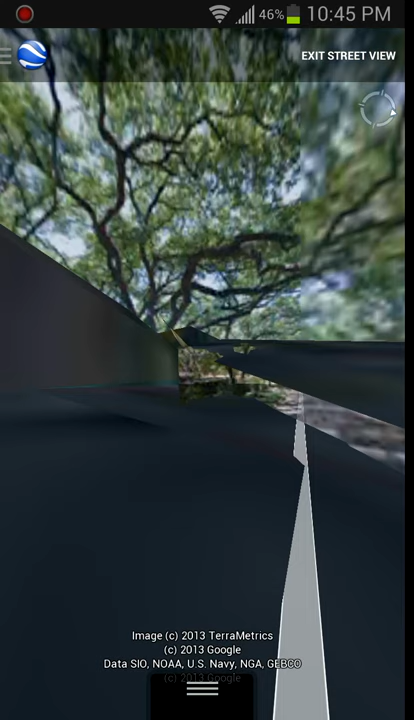 46% 10:45 PM
EXIT STREET VIEW
Image (c) 2013 TerraMetrics
(c) 2013 Google
Data SIO, NOAA, U.S. Navy, NGA, GEBCO
(c) 2013 Google